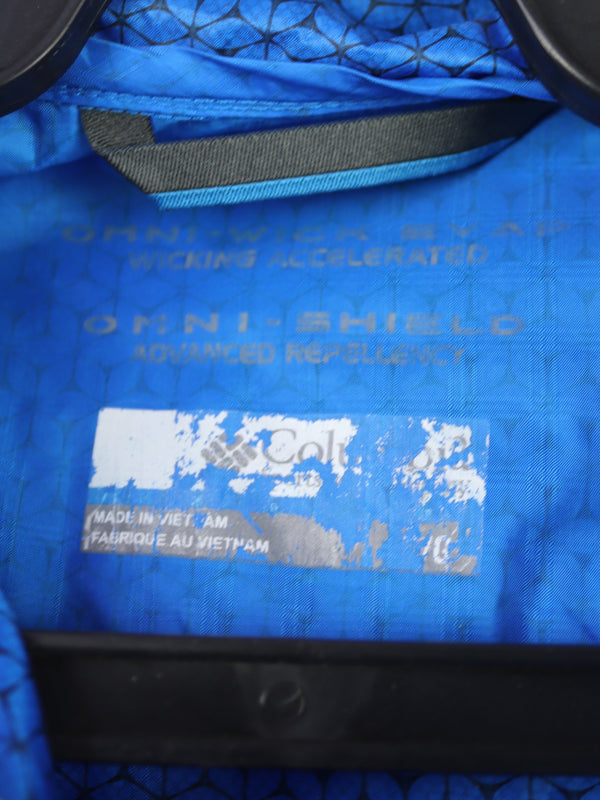 OMNI-WICK EVAP
WICKING ACCELERATED
OMNI-SHIELD
ADVANCED REPELLENCY
MADE IN VIET AM
FABRIQUE AU VIETNAM